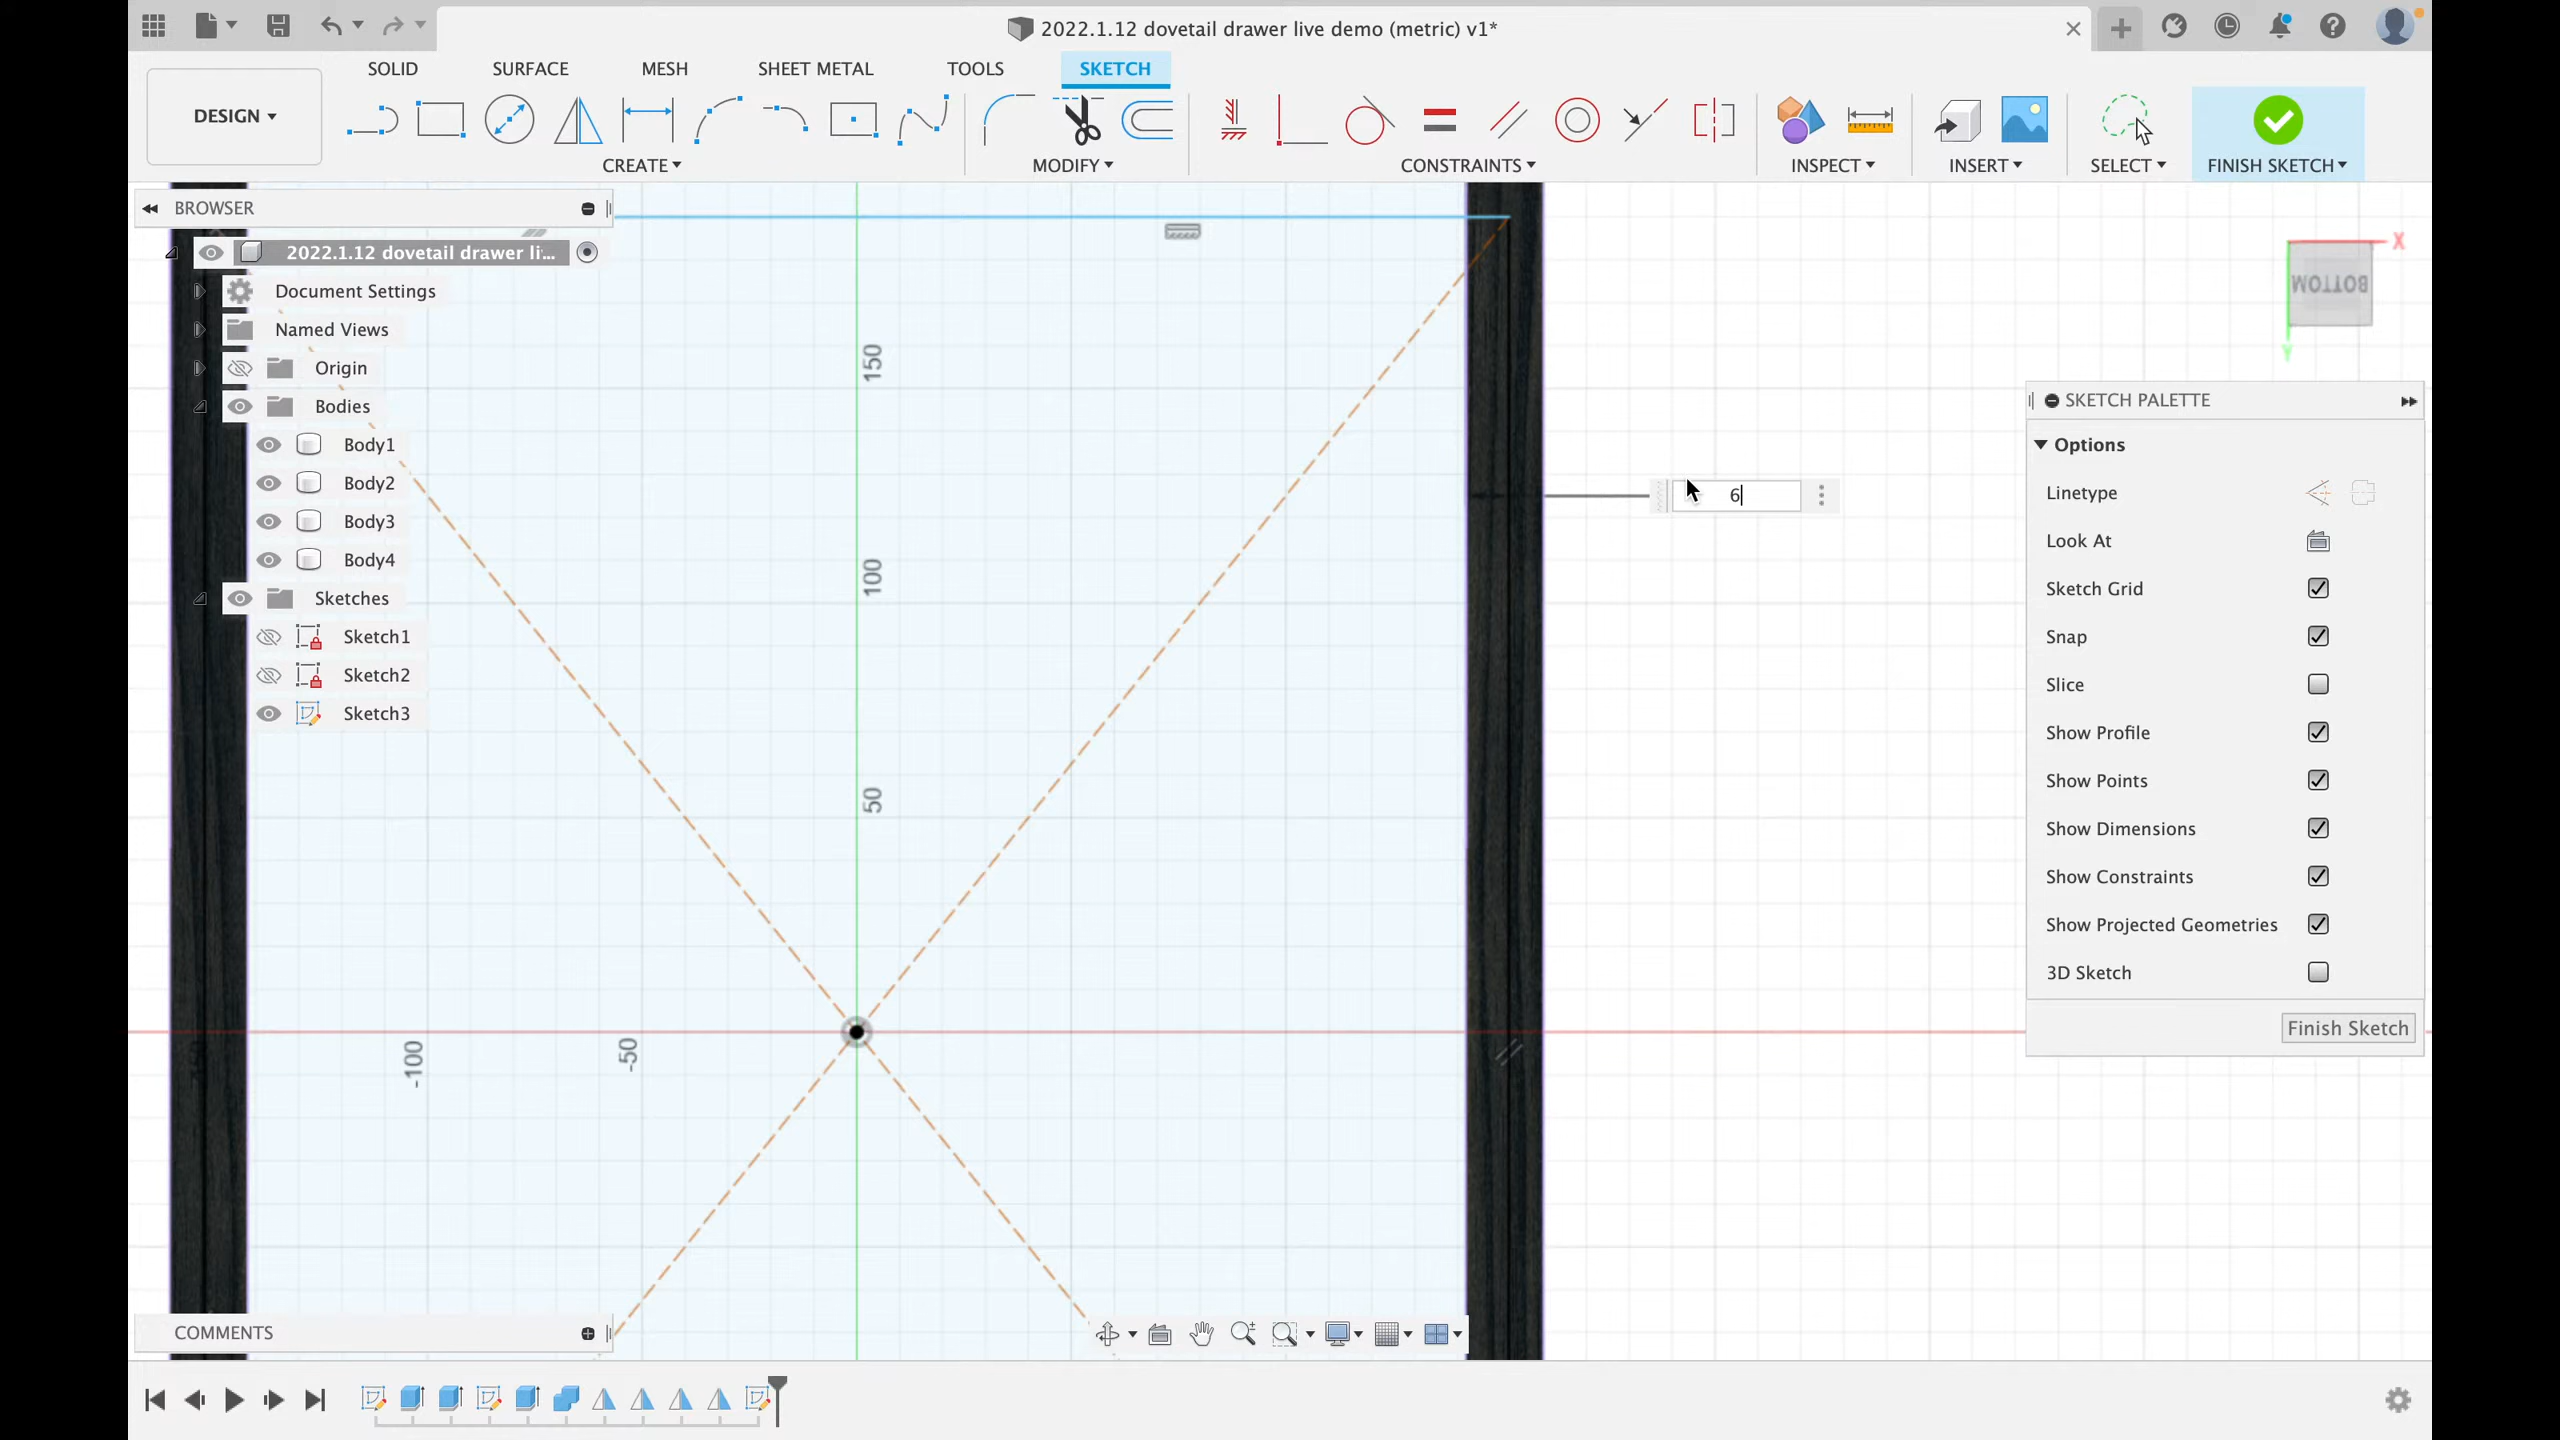 2022.1.12 dovetail drawer live demo (metric) v1*
SOLID
SURFACE
MESH
SHEET METAL
TOOLS
SKETCH
DESIGN
CREATE
MODIFY
CONSTRAINTS
INSPECT
INSERT
SELECT
FINISH SKETCH
BROWSER
2022.1.12 dovetail drawer li...
Document Settings
Named Views
Origin
Bodies
Body1
Body2
Body3
Body4
Sketches
Sketch1
Sketch2
Sketch3
150
100
50
-100
-50
6
X
BOTTOM
Y
SKETCH PALETTE
Options
Linetype
Look At
Sketch Grid
Snap
Slice
Show Profile
Show Points
Show Dimensions
Show Constraints
Show Projected Geometries
3D Sketch
Finish Sketch
COMMENTS